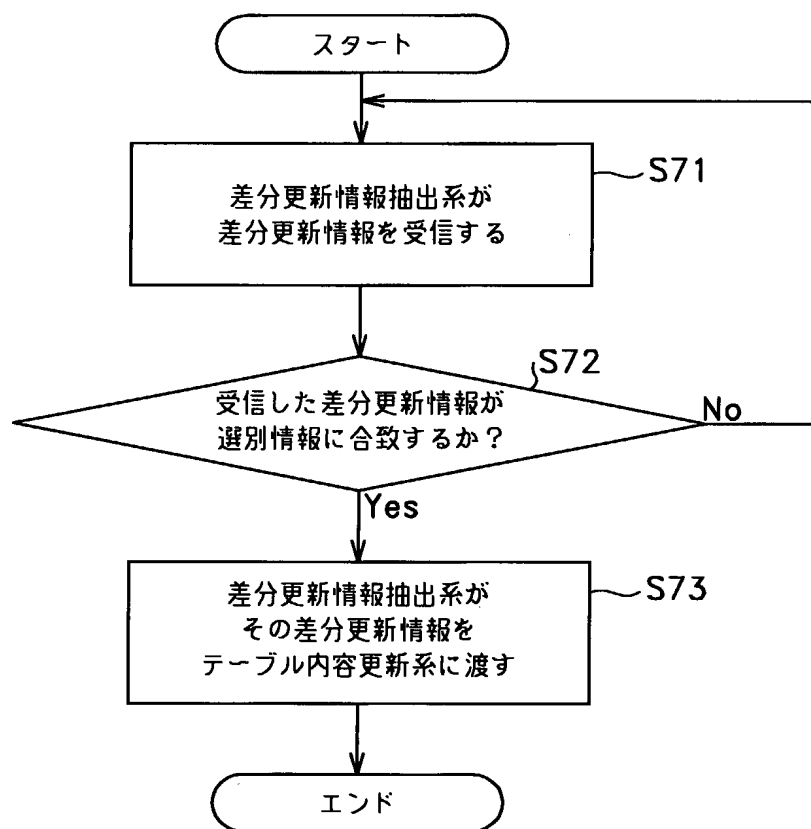 スタート
差分更新情報抽出系が
差分更新情報を受信する
S71
受信した差分更新情報が
選別情報に合致するか?
S72
No
Yes
差分更新情報抽出系が
その差分更新情報を
テーブル内容更新系に渡す
S73
エンド